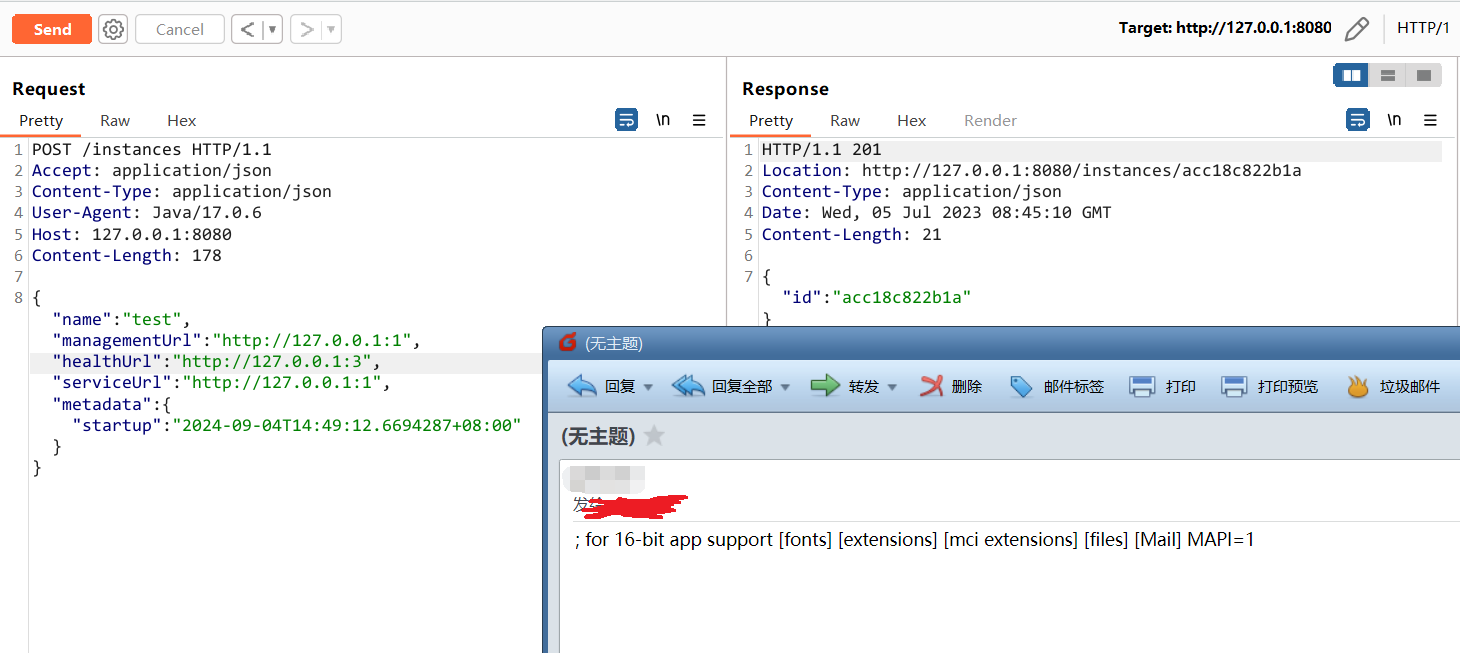 Send
Cancel
Target: http://127.0.0.1:8080
HTTP/1
Request
Pretty Raw Hex
\n
1 POST /instances HTTP/1.1
2 Accept: application/json
3 Content-Type: application/json
4 User-Agent: Java/17.0.6
5 Host: 127.0.0.1:8080
6 Content-Length: 178
7
8 {
"name":"test",
"managementUrl":"http://127.0.0.1:1",
"healthUrl":"http://127.0.0.1:3",
"serviceUrl":"http://127.0.0.1:1",
"metadata":{
"startup":"2024-09-04T14:49:12.6694287+08:00"
}
}
Response
Pretty Raw Hex Render
\n
1 HTTP/1.1 201
2 Location: http://127.0.0.1:8080/instances/acc18c822b1a
3 Content-Type: application/json
4 Date: Wed, 05 Jul 2023 08:45:10 GMT
5 Content-Length: 21
6
7 {
"id":"acc18c822b1a"
}
(无主题)
回复 回复全部 转发 删除 邮件标签 打印 打印预览 垃圾邮件
(无主题)
; for 16-bit app support [fonts] [extensions] [mci extensions] [files] [Mail] MAPI=1